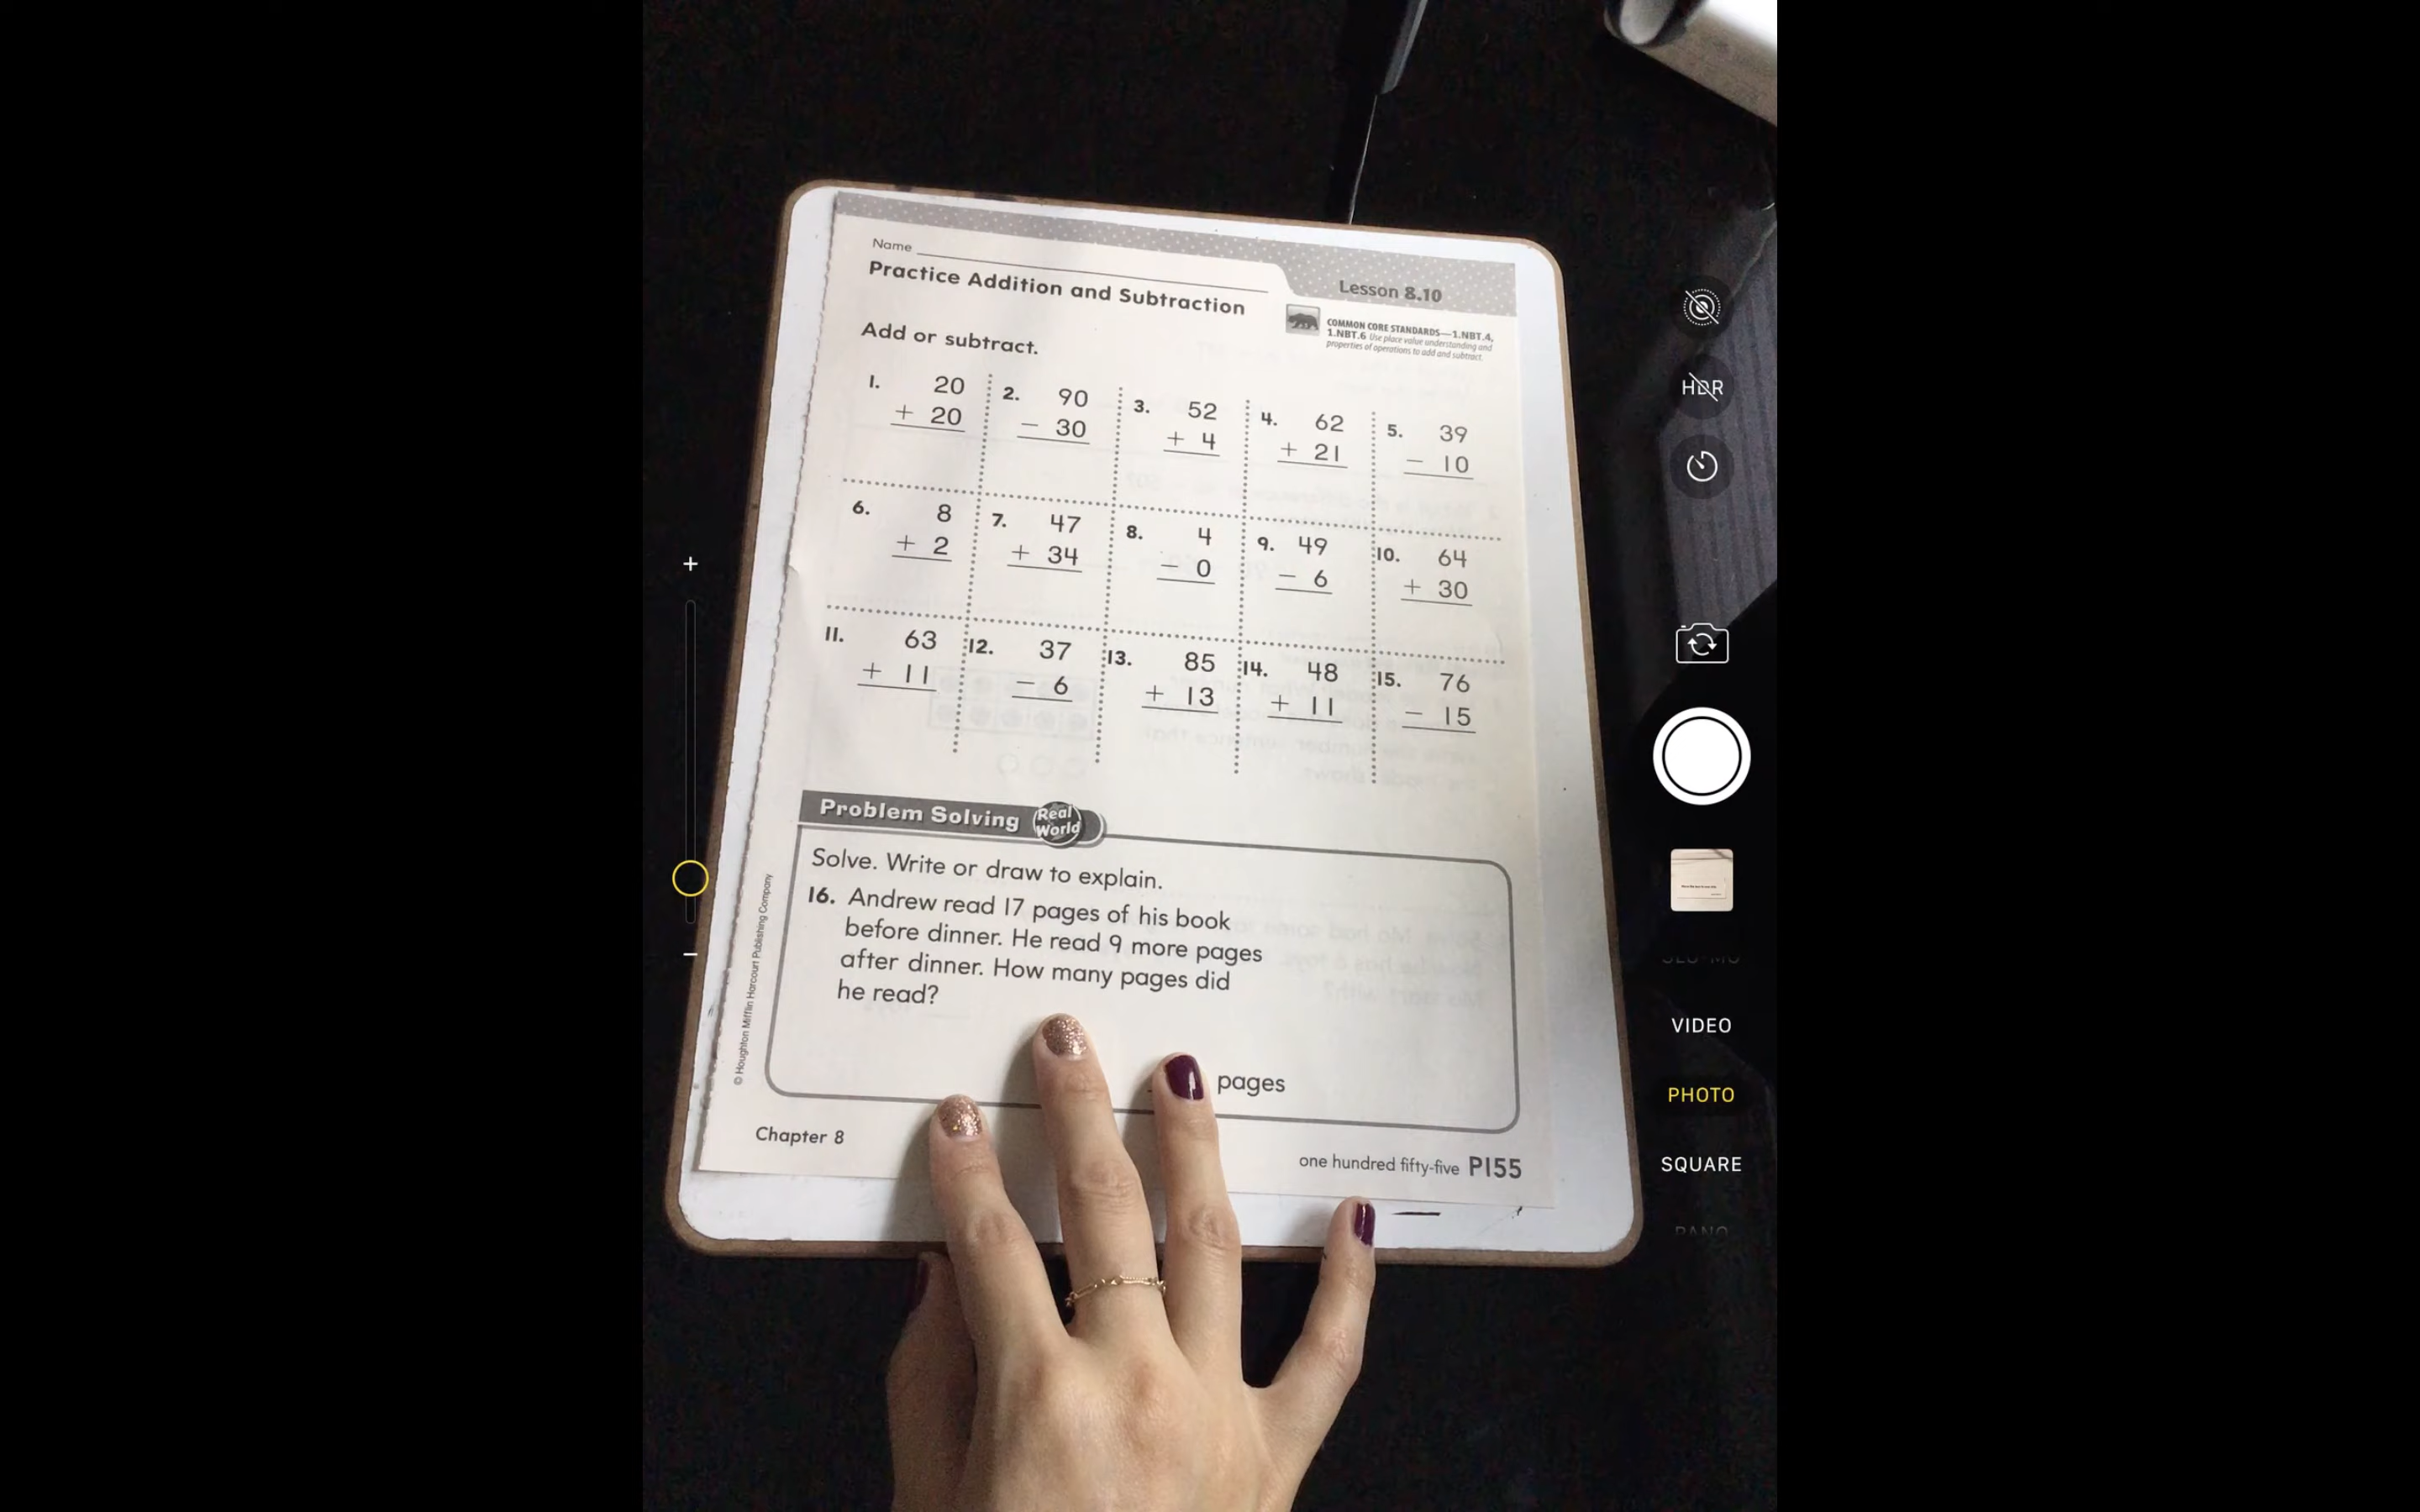 Name
Practice Addition and Subtraction
Lesson 8.10
COMMON CORE STANDARDS—1.NBT.4,
1.NBT.6 Use place value understanding and
properties of operations to add and subtract.
Add or subtract.
1. 20
+ 20
2. 90
− 30
3. 52
+ 4
4. 62
+ 21
5. 39
− 10
6. 8
+ 2
7. 47
+ 34
8. 4
− 0
9. 49
− 6
10. 64
+ 30
11. 63
+ 11
12. 37
− 6
13. 85
+ 13
14. 48
+ 11
15. 76
− 15
Problem Solving Real World
Solve. Write or draw to explain.
16. Andrew read 17 pages of his book
before dinner. He read 9 more pages
after dinner. How many pages did
he read?
pages
© Houghton Mifflin Harcourt Publishing Company
Chapter 8
one hundred fifty-five P155
HDR
SLO-MO
VIDEO
PHOTO
SQUARE
PANO